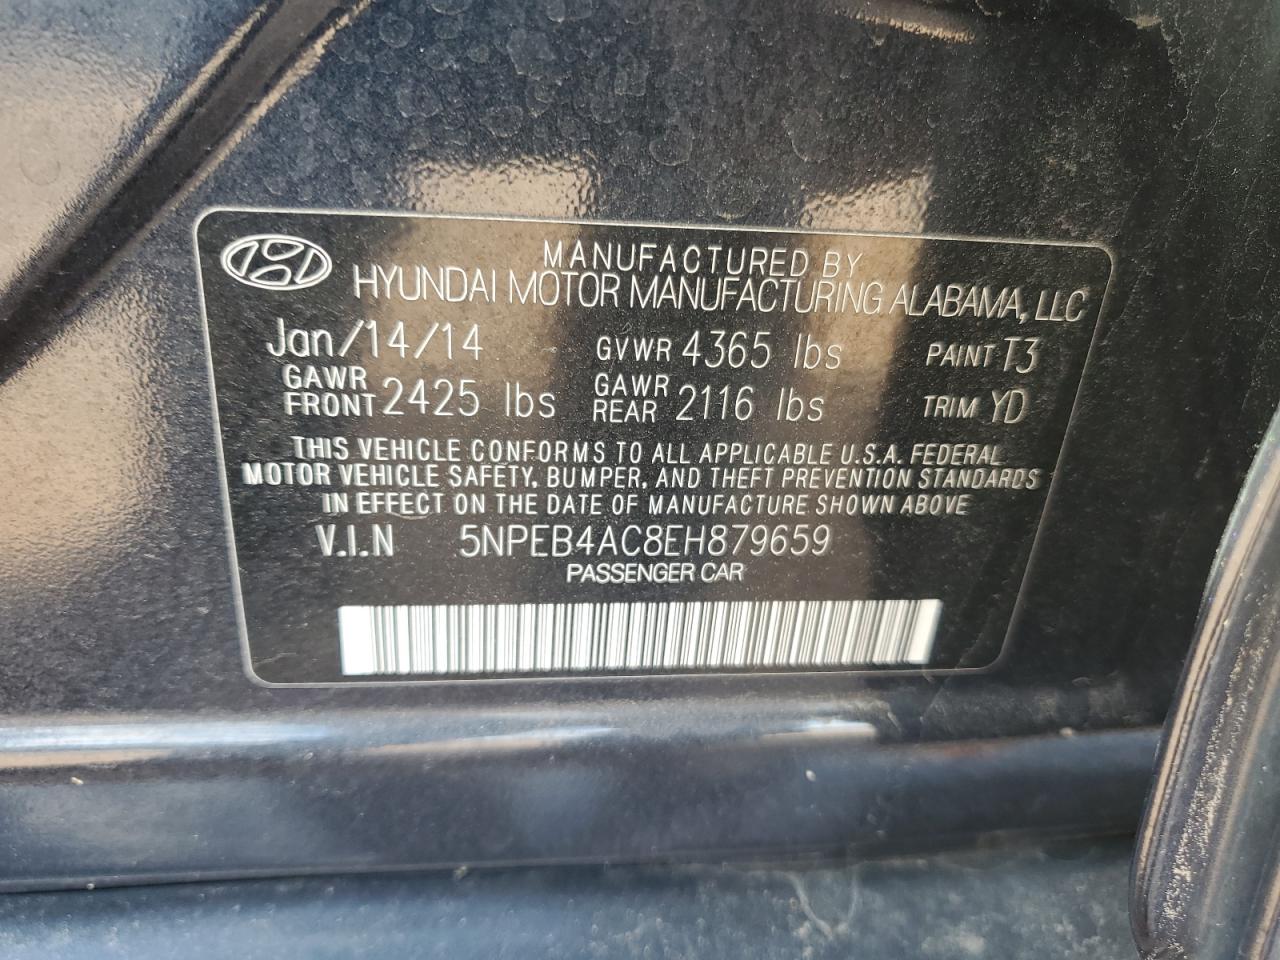 MANUFACTURED BY
HYUNDAI MOTOR MANUFACTURING ALABAMA, LLC
Jan/14/14 GVWR 4365 lbs PAINT T3
GAWR FRONT 2425 lbs GAWR REAR 2116 lbs TRIM YD
THIS VEHICLE CONFORMS TO ALL APPLICABLE U.S.A. FEDERAL
MOTOR VEHICLE SAFETY, BUMPER, AND THEFT PREVENTION STANDARDS
IN EFFECT ON THE DATE OF MANUFACTURE SHOWN ABOVE
V.I.N 5NPEB4AC8EH879659
PASSENGER CAR